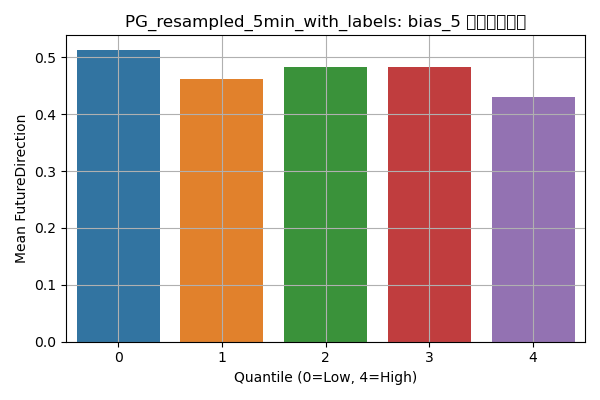 PG_resampled_5min_with_labels: bias_5
Mean FutureDirection
0.5
0.4
0.3
0.2
0.1
0.0
0 1 2 3 4
Quantile (0=Low, 4=High)